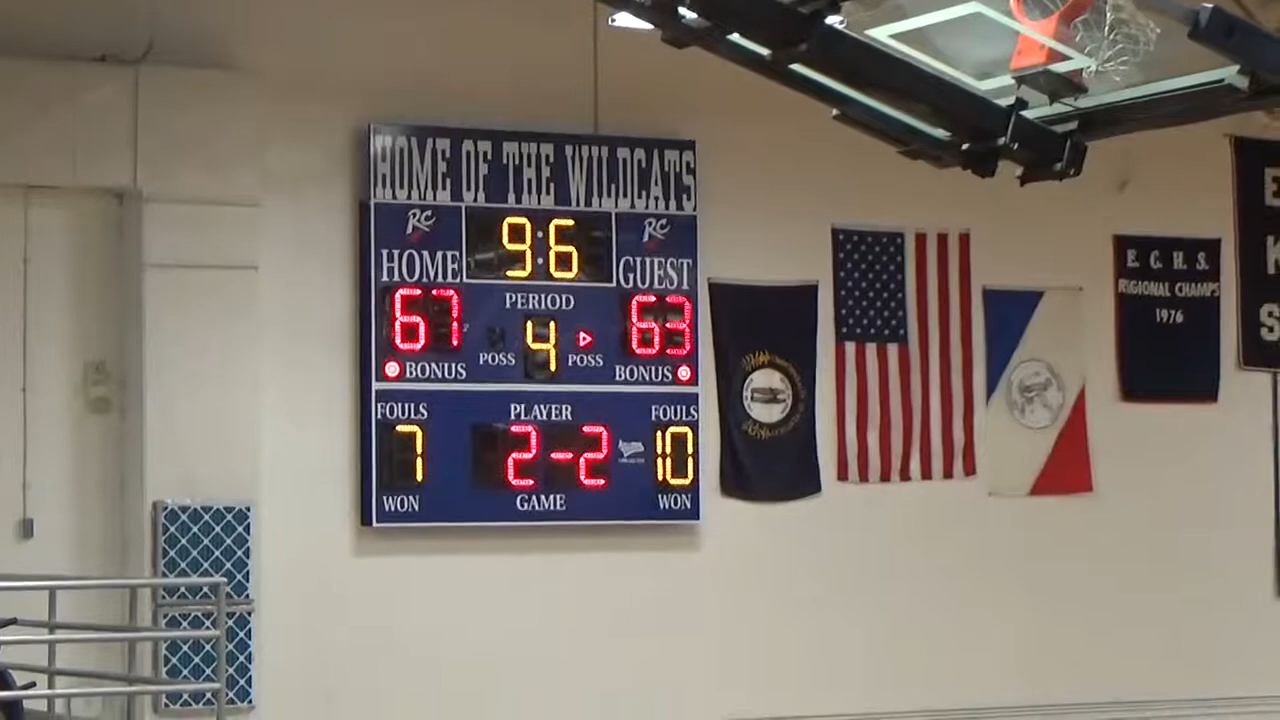 HOME OF THE WILDCATS
RC RC
9:6
HOME GUEST
67 PERIOD 63
4
POSS POSS
BONUS BONUS
FOULS PLAYER FOULS
7 2-2 10
WON GAME WON
E. C. H. S.
REGIONAL CHAMPS
1976
E
K
S